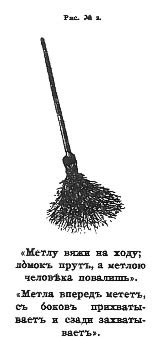 Рис. № 2.
«Метлу вяжи на ходу;
ломокъ прутъ, а метлою
человѣка повалишь».
«Метла впередъ мететъ,
съ боковъ прихваты-
ваетъ и сзади захваты-
ваетъ».